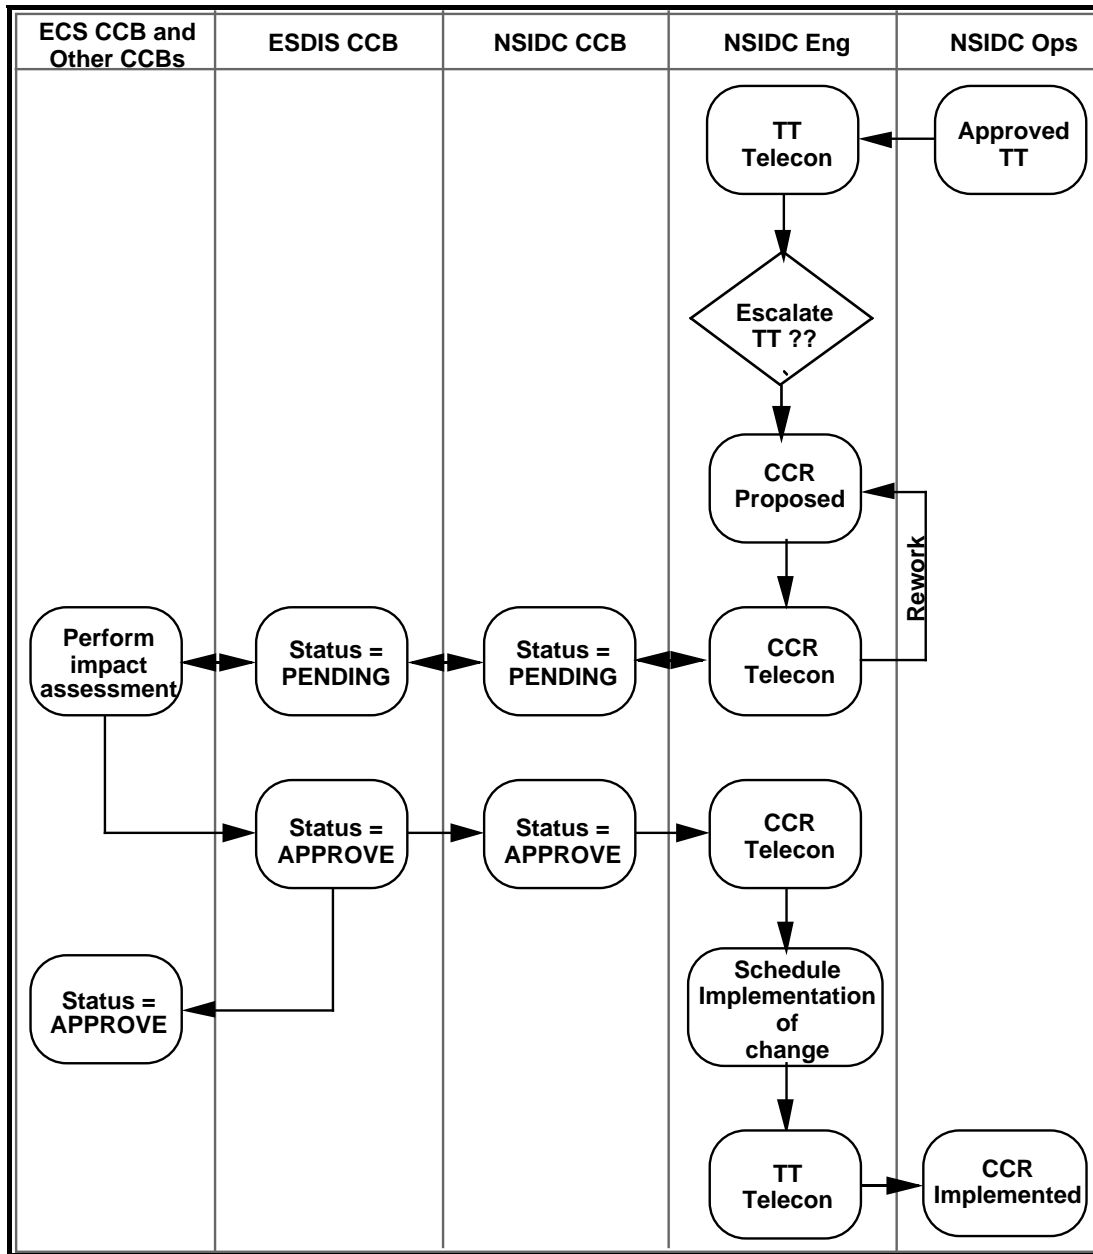 ECS CCB and
Other CCBs
ESDIS CCB
NSIDC CCB
NSIDC Eng
NSIDC Ops
TT
Telecon
Approved
TT
Escalate
TT ??
CCR
Proposed
Rework
Perform
impact
assessment
Status =
PENDING
Status =
PENDING
CCR
Telecon
Status =
APPROVE
Status =
APPROVE
CCR
Telecon
Status =
APPROVE
Schedule
Implementation
of
change
TT
Telecon
CCR
Implemented